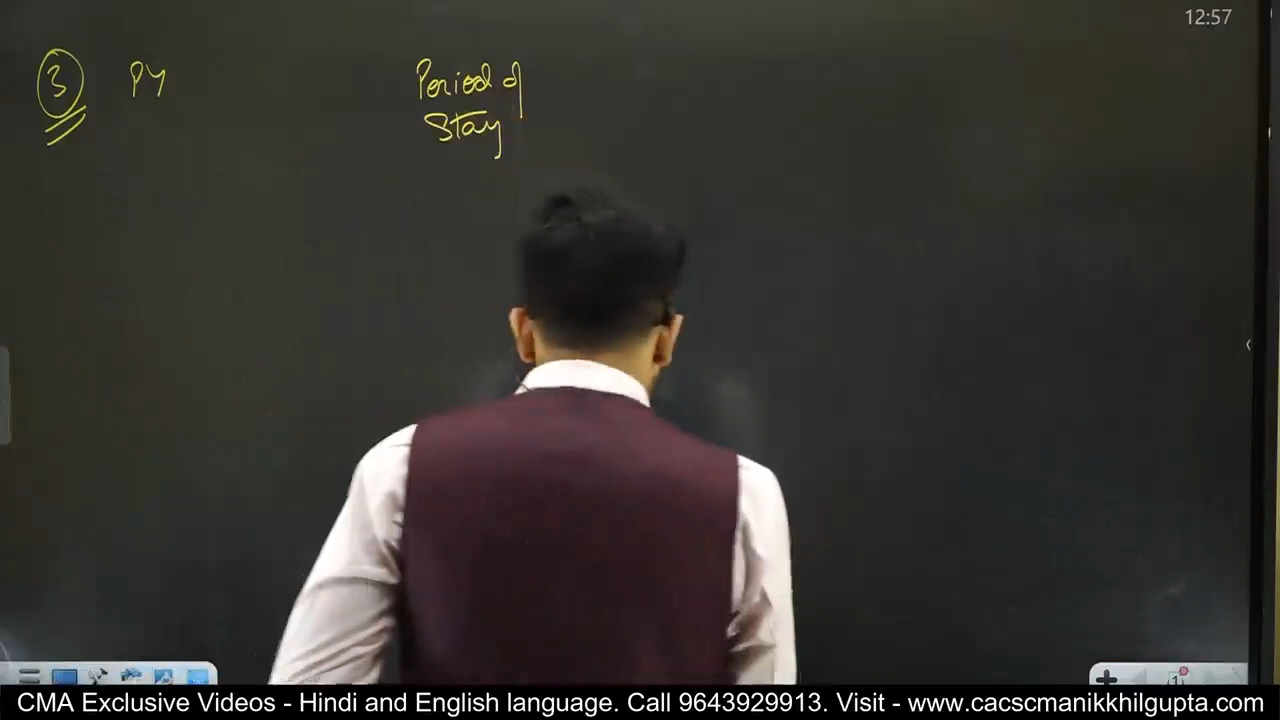 12:57
3 PY Period of
Stay
CMA Exclusive Videos - Hindi and English language. Call 9643929913. Visit - www.cacscmanikkhilgupta.com